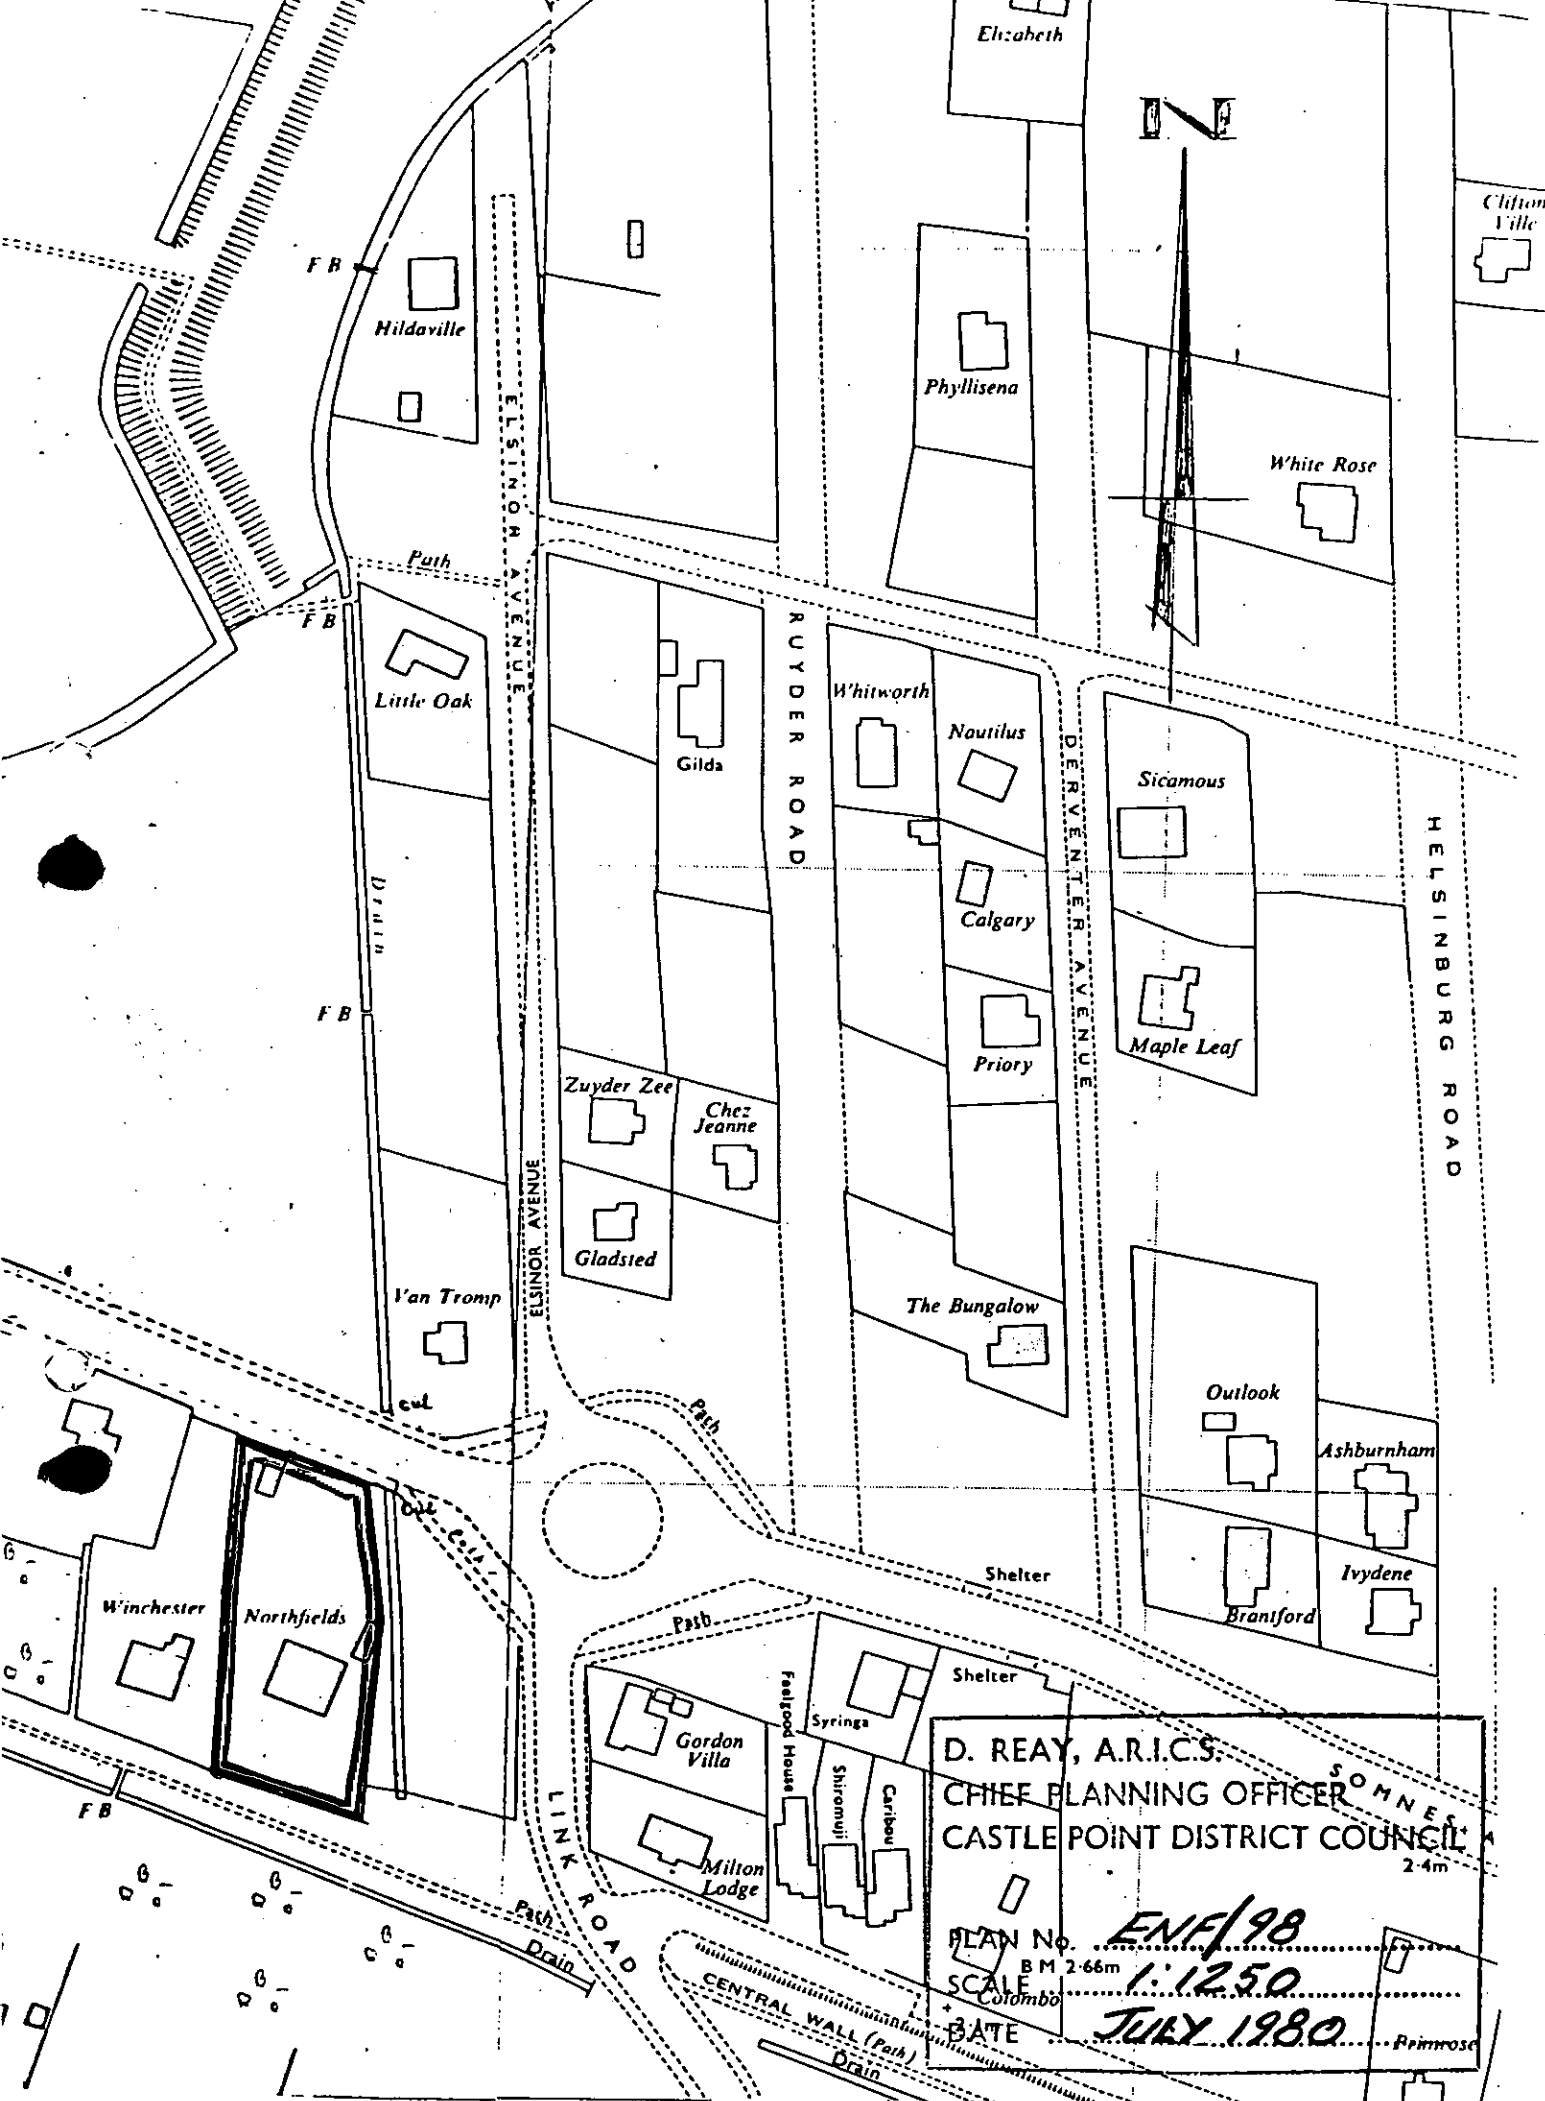 Elizabeth
N
Clifton
Ville
F B
Hildaville
Phyllisena
White Rose
ELSINOR AVENUE
Path
F B
Little Oak
Gilda
RUYDER ROAD
Whitworth
Nautilus
DERVENTER AVENUE
Sicamous
HELSINBURG ROAD
Drain
Calgary
F B
Priory
Maple Leaf
Zuyder Zee
Chez
Jeanne
ELSINOR AVENUE
Gladsted
Van Tromp
The Bungalow
Outlook
cul
Path
Ashburnham
cul
Path
Shelter
Ivydene
Brantford
Winchester
Northfields
Path
Shelter
Feelgood House
Syringa
Gordon
Villa
Shiromuji
Caribou
LINK ROAD
Milton
Lodge
F B
Path
Drain
CENTRAL WALL (Path)
Drain
SOMNES
D. REAY, A.R.I.C.S.
CHIEF PLANNING OFFICER
CASTLE POINT DISTRICT COUNCIL
2·4m
PLAN No. ENF/98
B M 2·66m
SCALE 1:1250
Colombo
DATE JULY 1980
Primrose